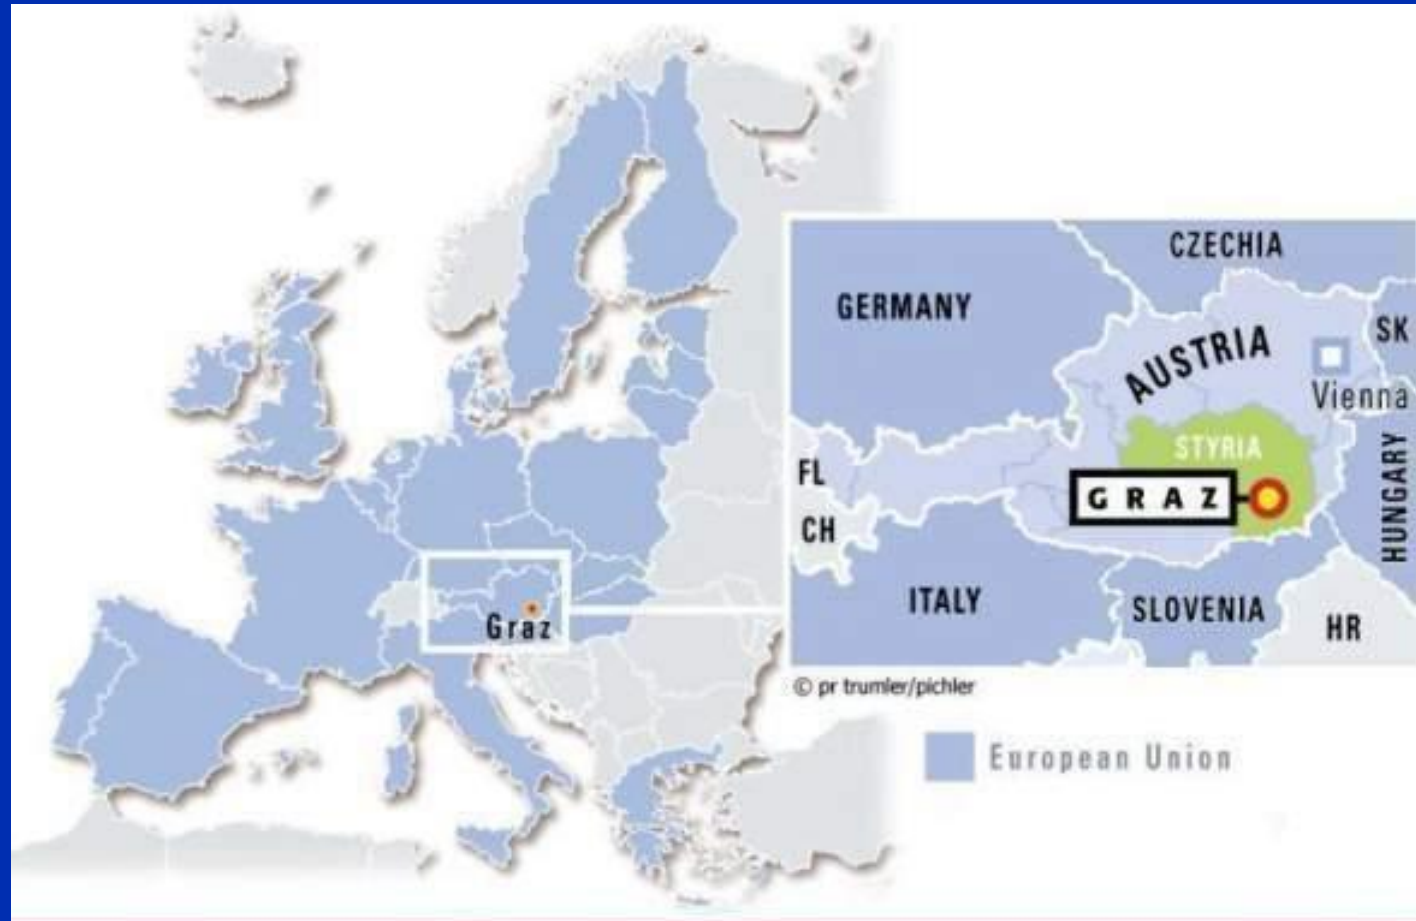 Graz
CZECHIA
GERMANY
SK
AUSTRIA
Vienna
STYRIA
FL
GRAZ
CH
HUNGARY
ITALY
SLOVENIA
HR
© pr trumler/pichler
European Union